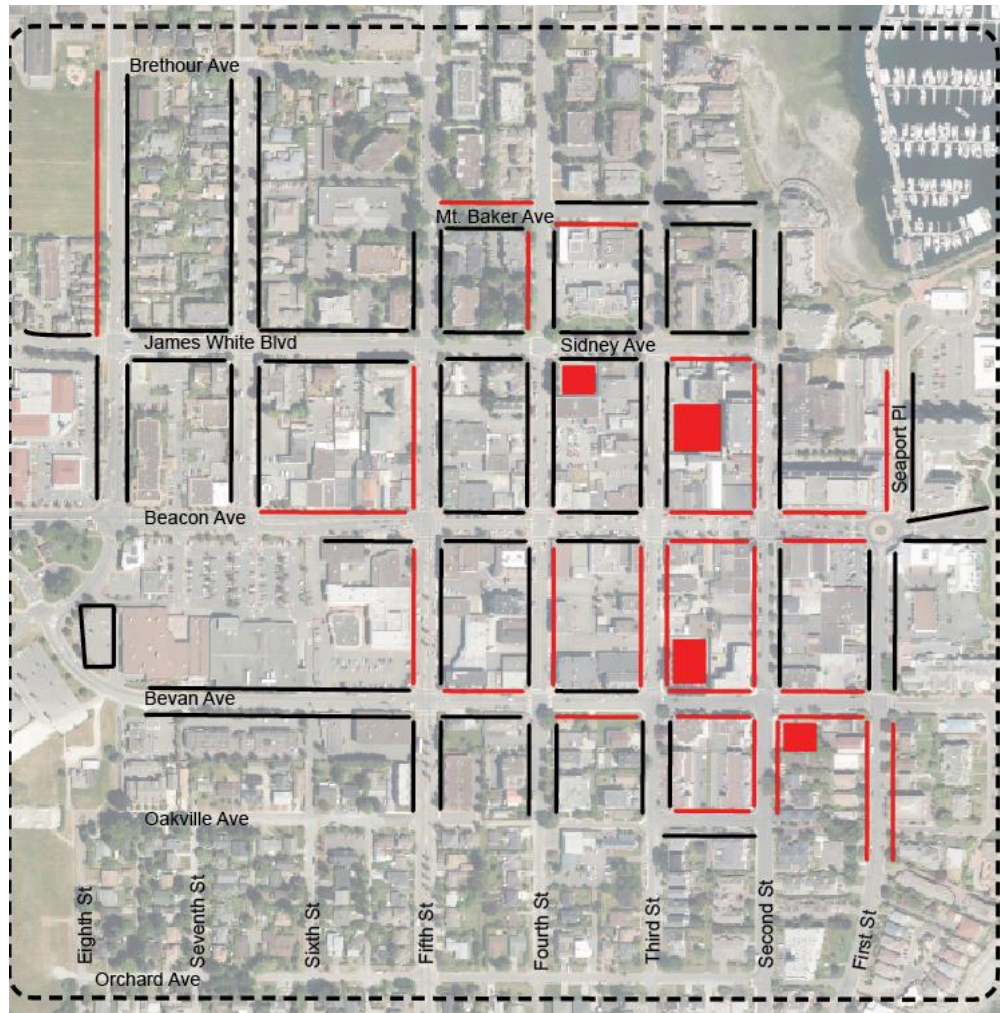 Brethour Ave
Mt. Baker Ave
James White Blvd
Sidney Ave
Seaport Pl
Beacon Ave
Bevan Ave
Oakville Ave
Eighth St
Seventh St
Sixth St
Fifth St
Fourth St
Third St
Second St
First St
Orchard Ave